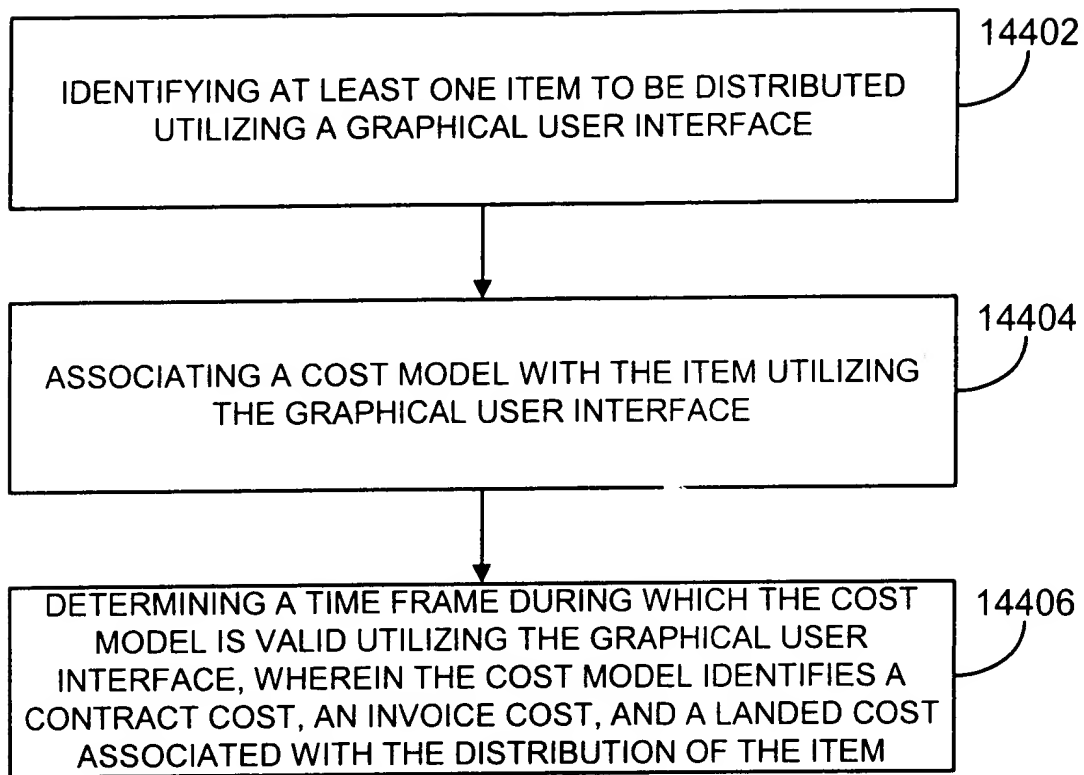 14402
IDENTIFYING AT LEAST ONE ITEM TO BE DISTRIBUTED
UTILIZING A GRAPHICAL USER INTERFACE
14404
ASSOCIATING A COST MODEL WITH THE ITEM UTILIZING
THE GRAPHICAL USER INTERFACE
14406
DETERMINING A TIME FRAME DURING WHICH THE COST
MODEL IS VALID UTILIZING THE GRAPHICAL USER
INTERFACE, WHEREIN THE COST MODEL IDENTIFIES A
CONTRACT COST, AN INVOICE COST, AND A LANDED COST
ASSOCIATED WITH THE DISTRIBUTION OF THE ITEM